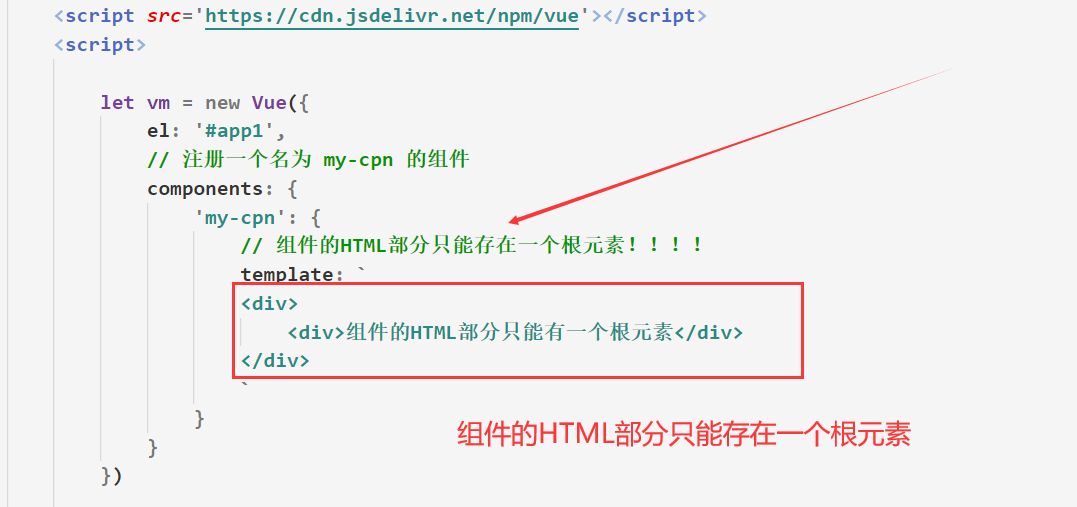 <script src='https://cdn.jsdelivr.net/npm/vue'></script>
<script>
let vm = new Vue({
el: '#app1',
// 注册一个名为 my-cpn 的组件
components: {
'my-cpn': {
// 组件的HTML部分只能存在一个根元素！！！！
template: `
<div>
<div>组件的HTML部分只能有一个根元素</div>
</div>
`
}
组件的HTML部分只能存在一个根元素
}
})